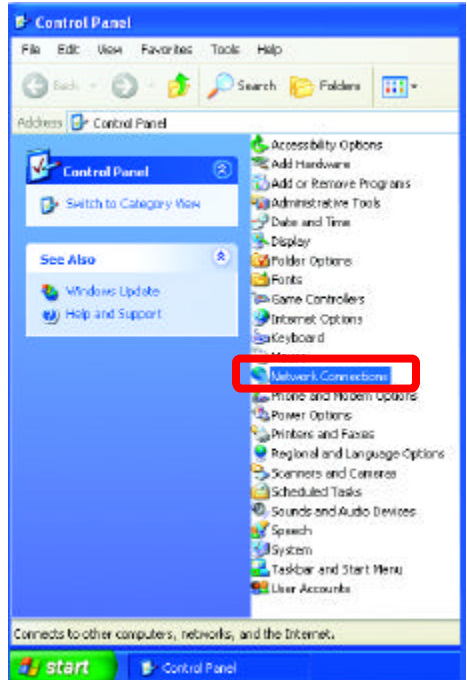 Control Panel
File Edit View Favorites Tools Help
Back Search Folders
Address Control Panel
Control Panel
Switch to Category View
See Also
Windows Update
Help and Support
Accessibility Options
Add Hardware
Add or Remove Programs
Administrative Tools
Date and Time
Display
Folder Options
Fonts
Game Controllers
Internet Options
Keyboard
Network Connections
Phone and Modem Options
Power Options
Printers and Faxes
Regional and Language Options
Scanners and Cameras
Scheduled Tasks
Sounds and Audio Devices
Speech
System
Taskbar and Start Menu
User Accounts
Connects to other computers, networks, and the Internet.
start Control Panel